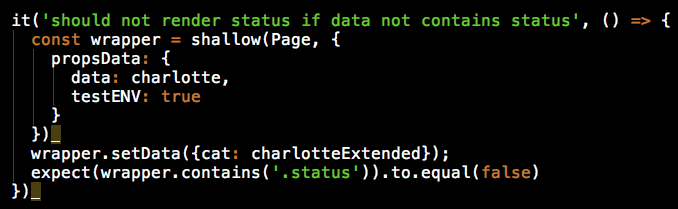 it('should not render status if data not contains status', () => {
const wrapper = shallow(Page, {
propsData: {
data: charlotte,
testENV: true
}
})_
wrapper.setData({cat: charlotteExtended});
expect(wrapper.contains('.status')).to.equal(false)
})_